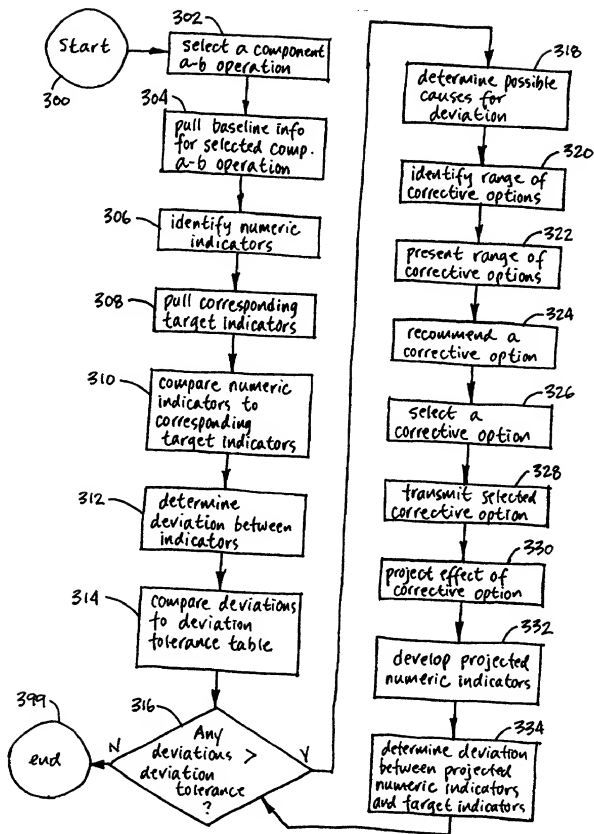 Start
300
302
select a component
a-b operation
304
pull baseline info
for selected comp.
a-b operation
306
identify numeric
indicators
308
pull corresponding
target indicators
310
compare numeric
indicators to
corresponding
target indicators
312
determine
deviation between
indicators
314
compare deviations
to deviation
tolerance table
316
Any
deviations >
deviation
tolerance
?
N
Y
399
end
318
determine possible
causes for
deviation
320
identify range of
corrective options
322
present range of
corrective options
324
recommend a
corrective option
326
select a
corrective option
328
transmit selected
corrective option
330
project effect of
corrective option
332
develop projected
numeric indicators
334
determine deviation
between projected
numeric indicators
and target indicators